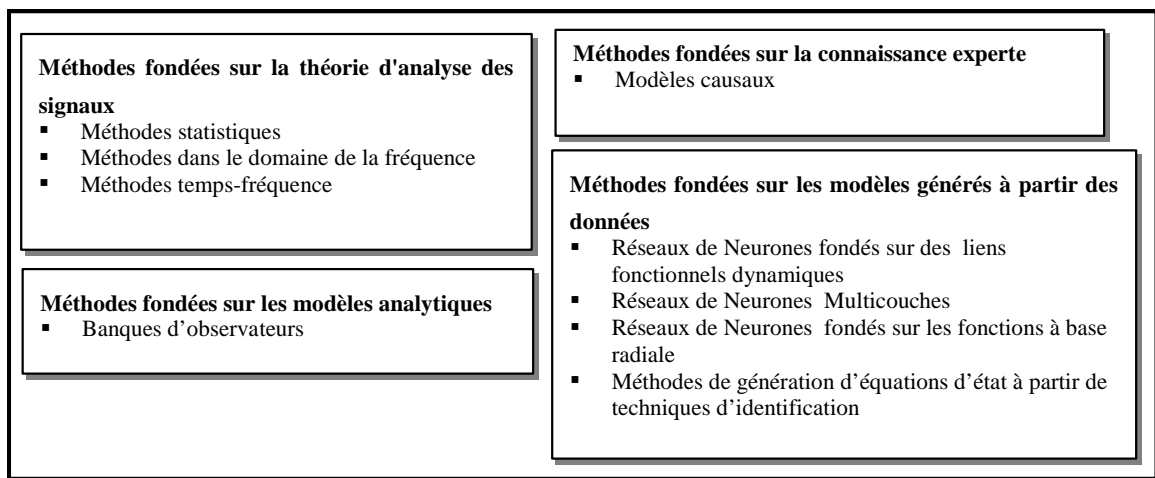 Méthodes fondées sur la théorie d'analyse des
signaux
▪ Méthodes statistiques
▪ Méthodes dans le domaine de la fréquence
▪ Méthodes temps-fréquence
Méthodes fondées sur les modèles analytiques
▪ Banques d’observateurs
Méthodes fondées sur la connaissance experte
▪ Modèles causaux
Méthodes fondées sur les modèles générés à partir des
données
▪ Réseaux de Neurones fondés sur des liens
fonctionnels dynamiques
▪ Réseaux de Neurones Multicouches
▪ Réseaux de Neurones fondés sur les fonctions à base
radiale
▪ Méthodes de génération d’équations d’état à partir de
techniques d’identification